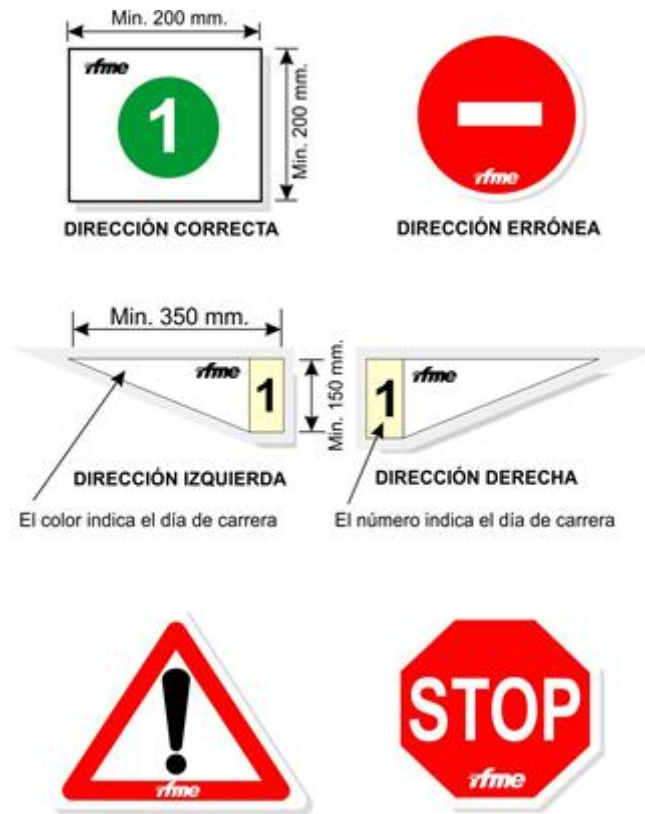 Min. 200 mm.
rfme
1
Min. 200 mm.
rfme
DIRECCIÓN CORRECTA
DIRECCIÓN ERRÓNEA
Min. 350 mm.
rfme
1
Min. 150 mm.
1
rfme
DIRECCIÓN IZQUIERDA
DIRECCIÓN DERECHA
El color indica el día de carrera
El número indica el día de carrera
!
rfme
STOP
rfme